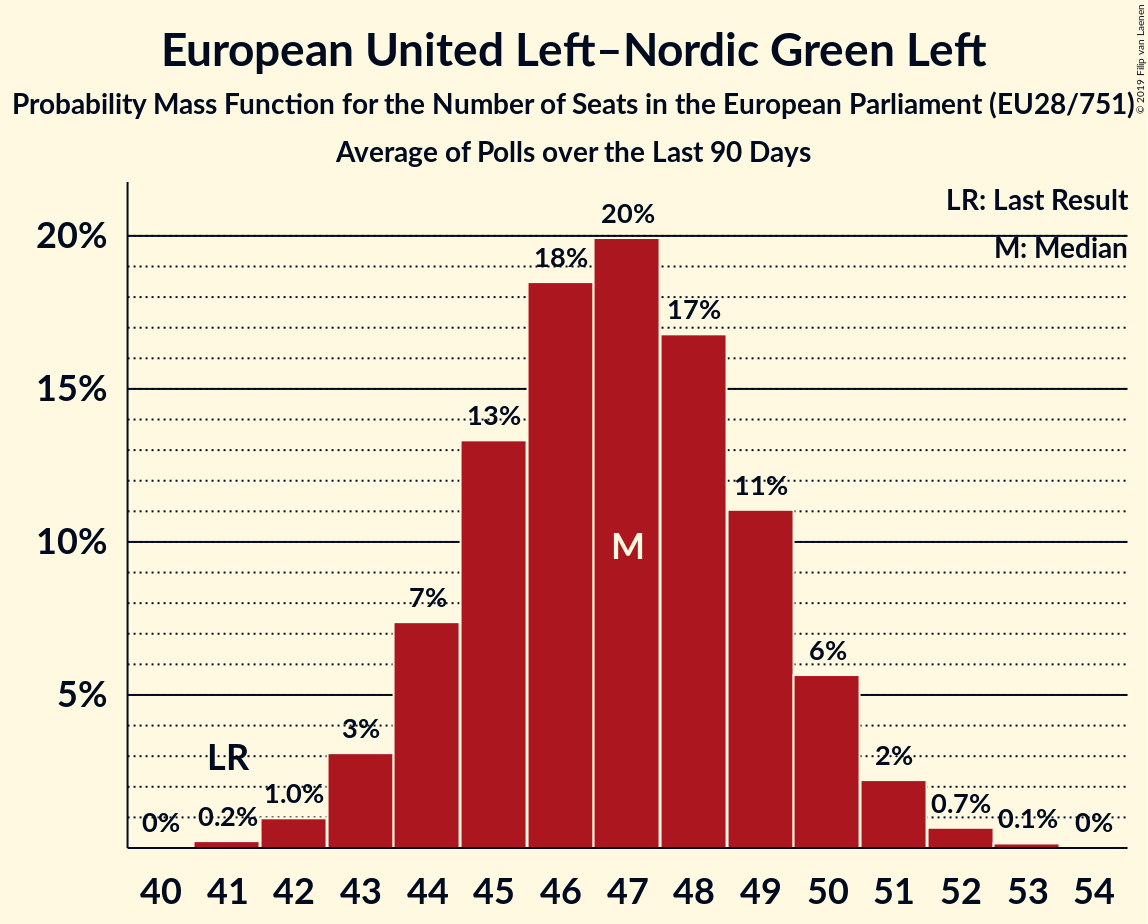 European United Left–Nordic Green Left
Probability Mass Function for the Number of Seats in the European Parliament (EU28/751)
Average of Polls over the Last 90 Days
© 2019 Filip van Laenen
LR: Last Result
M: Median
20%
15%
10%
5%
0%
0.2%
LR
1.0%
3%
7%
13%
18%
20%
M
17%
11%
6%
2%
0.7%
0.1%
0%
40 41 42 43 44 45 46 47 48 49 50 51 52 53 54